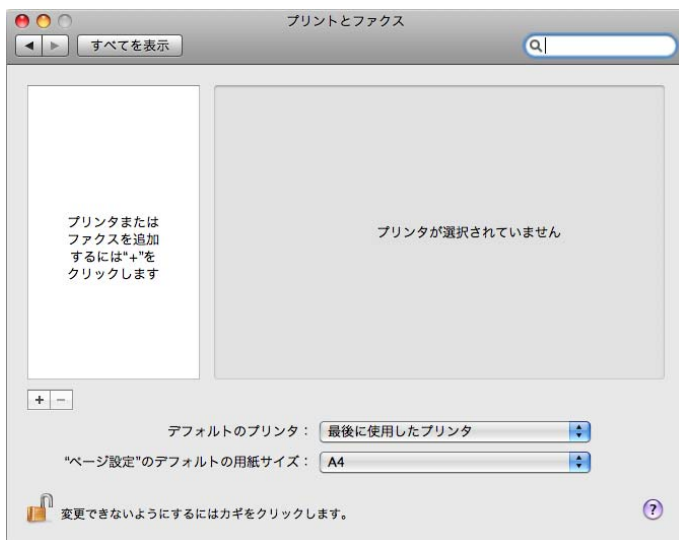 プリントとファクス
すべてを表示
プリンタまたは
ファクスを追加
するには“+”を
クリックします
プリンタが選択されていません
+ −
デフォルトのプリンタ： 最後に使用したプリンタ
“ページ設定”のデフォルトの用紙サイズ： A4
変更できないようにするにはカギをクリックします。
?